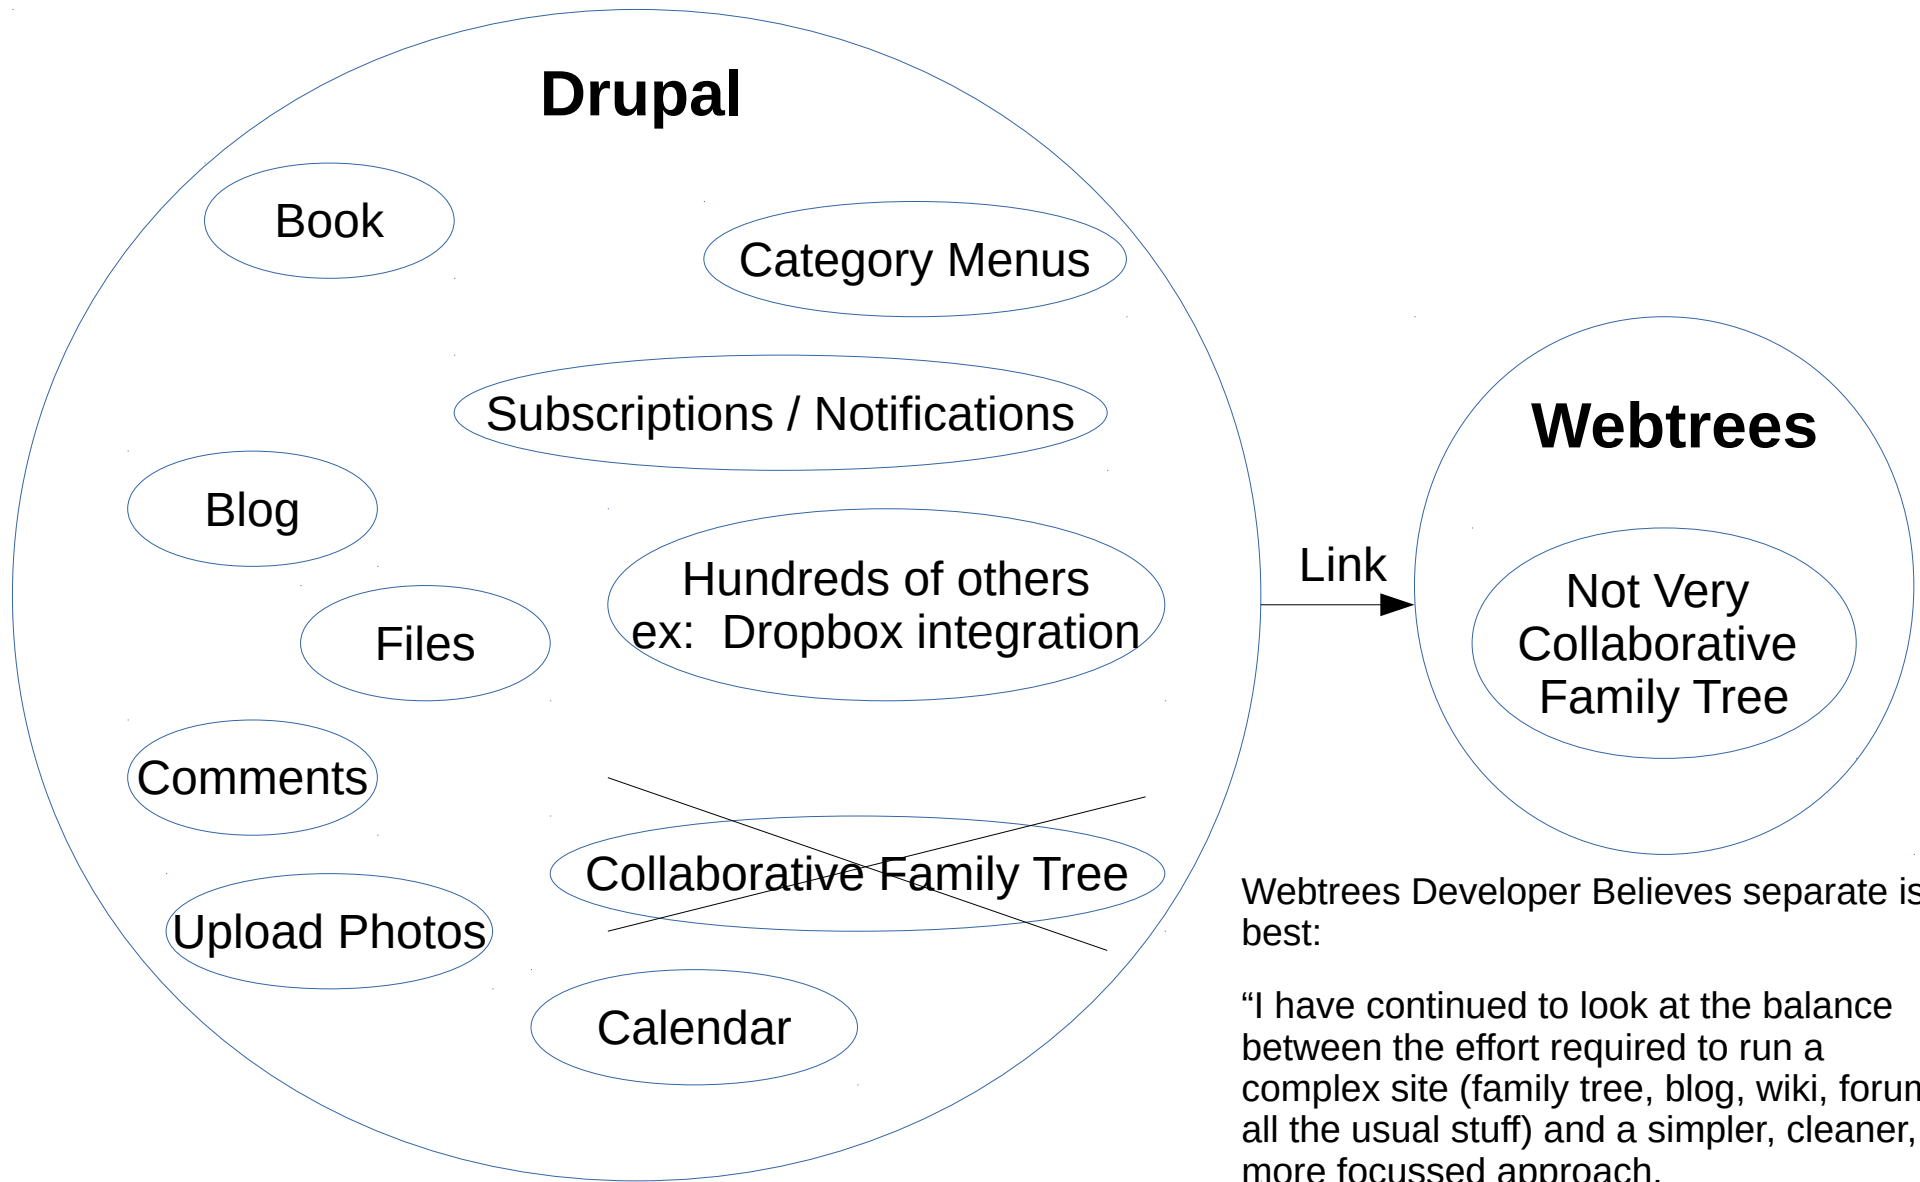 Drupal
Book
Category Menus
Subscriptions / Notifications
Blog
Hundreds of others
ex: Dropbox integration
Files
Comments
Collaborative Family Tree
Upload Photos
Calendar
Link
Webtrees
Not Very
Collaborative
Family Tree
Webtrees Developer Believes separate is
best:
“I have continued to look at the balance
between the effort required to run a
complex site (family tree, blog, wiki, forum
all the usual stuff) and a simpler, cleaner,
more focussed approach.